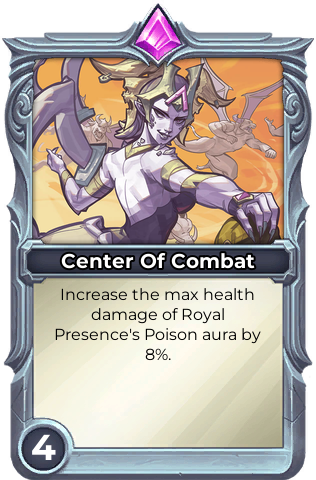 Center Of Combat
Increase the max health
damage of Royal
Presence's Poison aura by
8%.
4